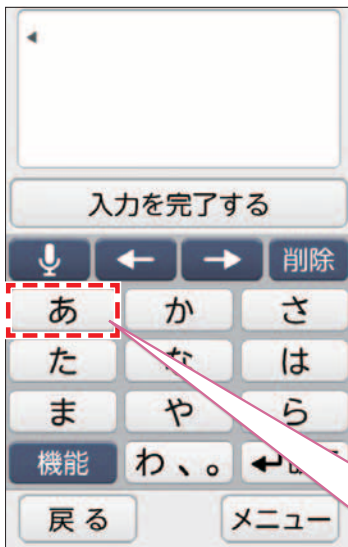 入力を完了する
← → 削除
あ か さ
た な は
ま や ら
機能 わ、。
戻る メニュー